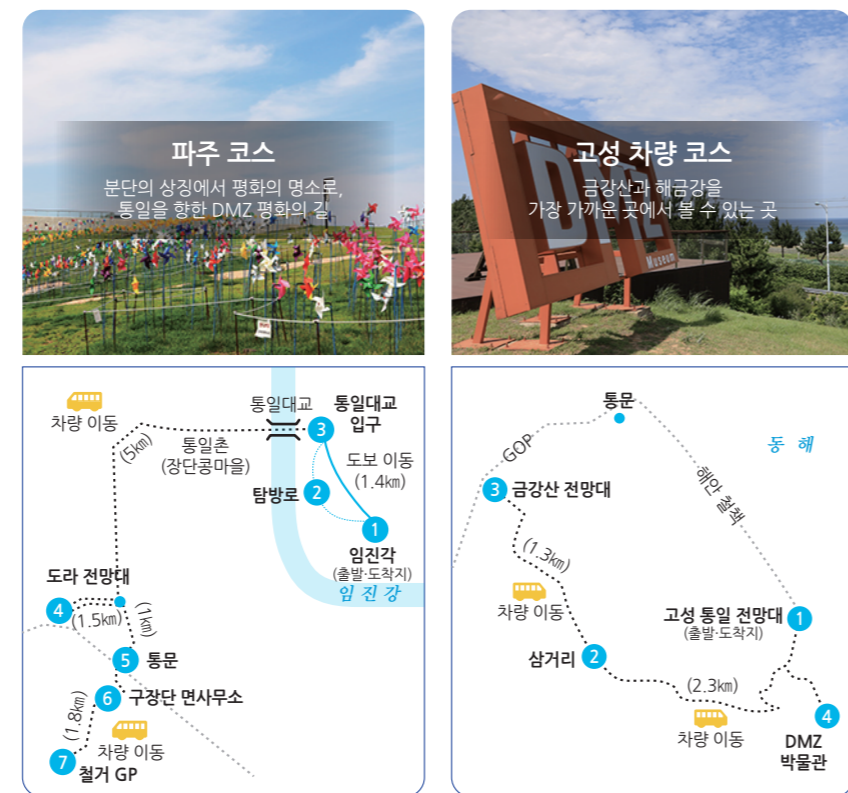 파주 코스
분단의 상징에서 평화의 명소로,
통일을 향한 DMZ 평화의 길
고성 차량 코스
금강산과 해금강을
가장 가까운 곳에서 볼 수 있는 곳
DMZ
Museum
차량 이동
(5㎞)
통일촌
(장단콩마을)
통일대교
통일대교
입구
3
도보 이동
(1.4㎞)
탐방로
2
1
임진각
(출발·도착지)
임진강
도라 전망대
4
(1.5㎞)
(1㎞)
5
통문
6
구장단 면사무소
(1.8㎞)
차량 이동
7
철거 GP
통문
GOP
동해
3
금강산 전망대
해안 철책
(1.3㎞)
차량 이동
고성 통일 전망대
(출발·도착지)
1
삼거리
2
(2.3㎞)
차량 이동
4
DMZ
박물관